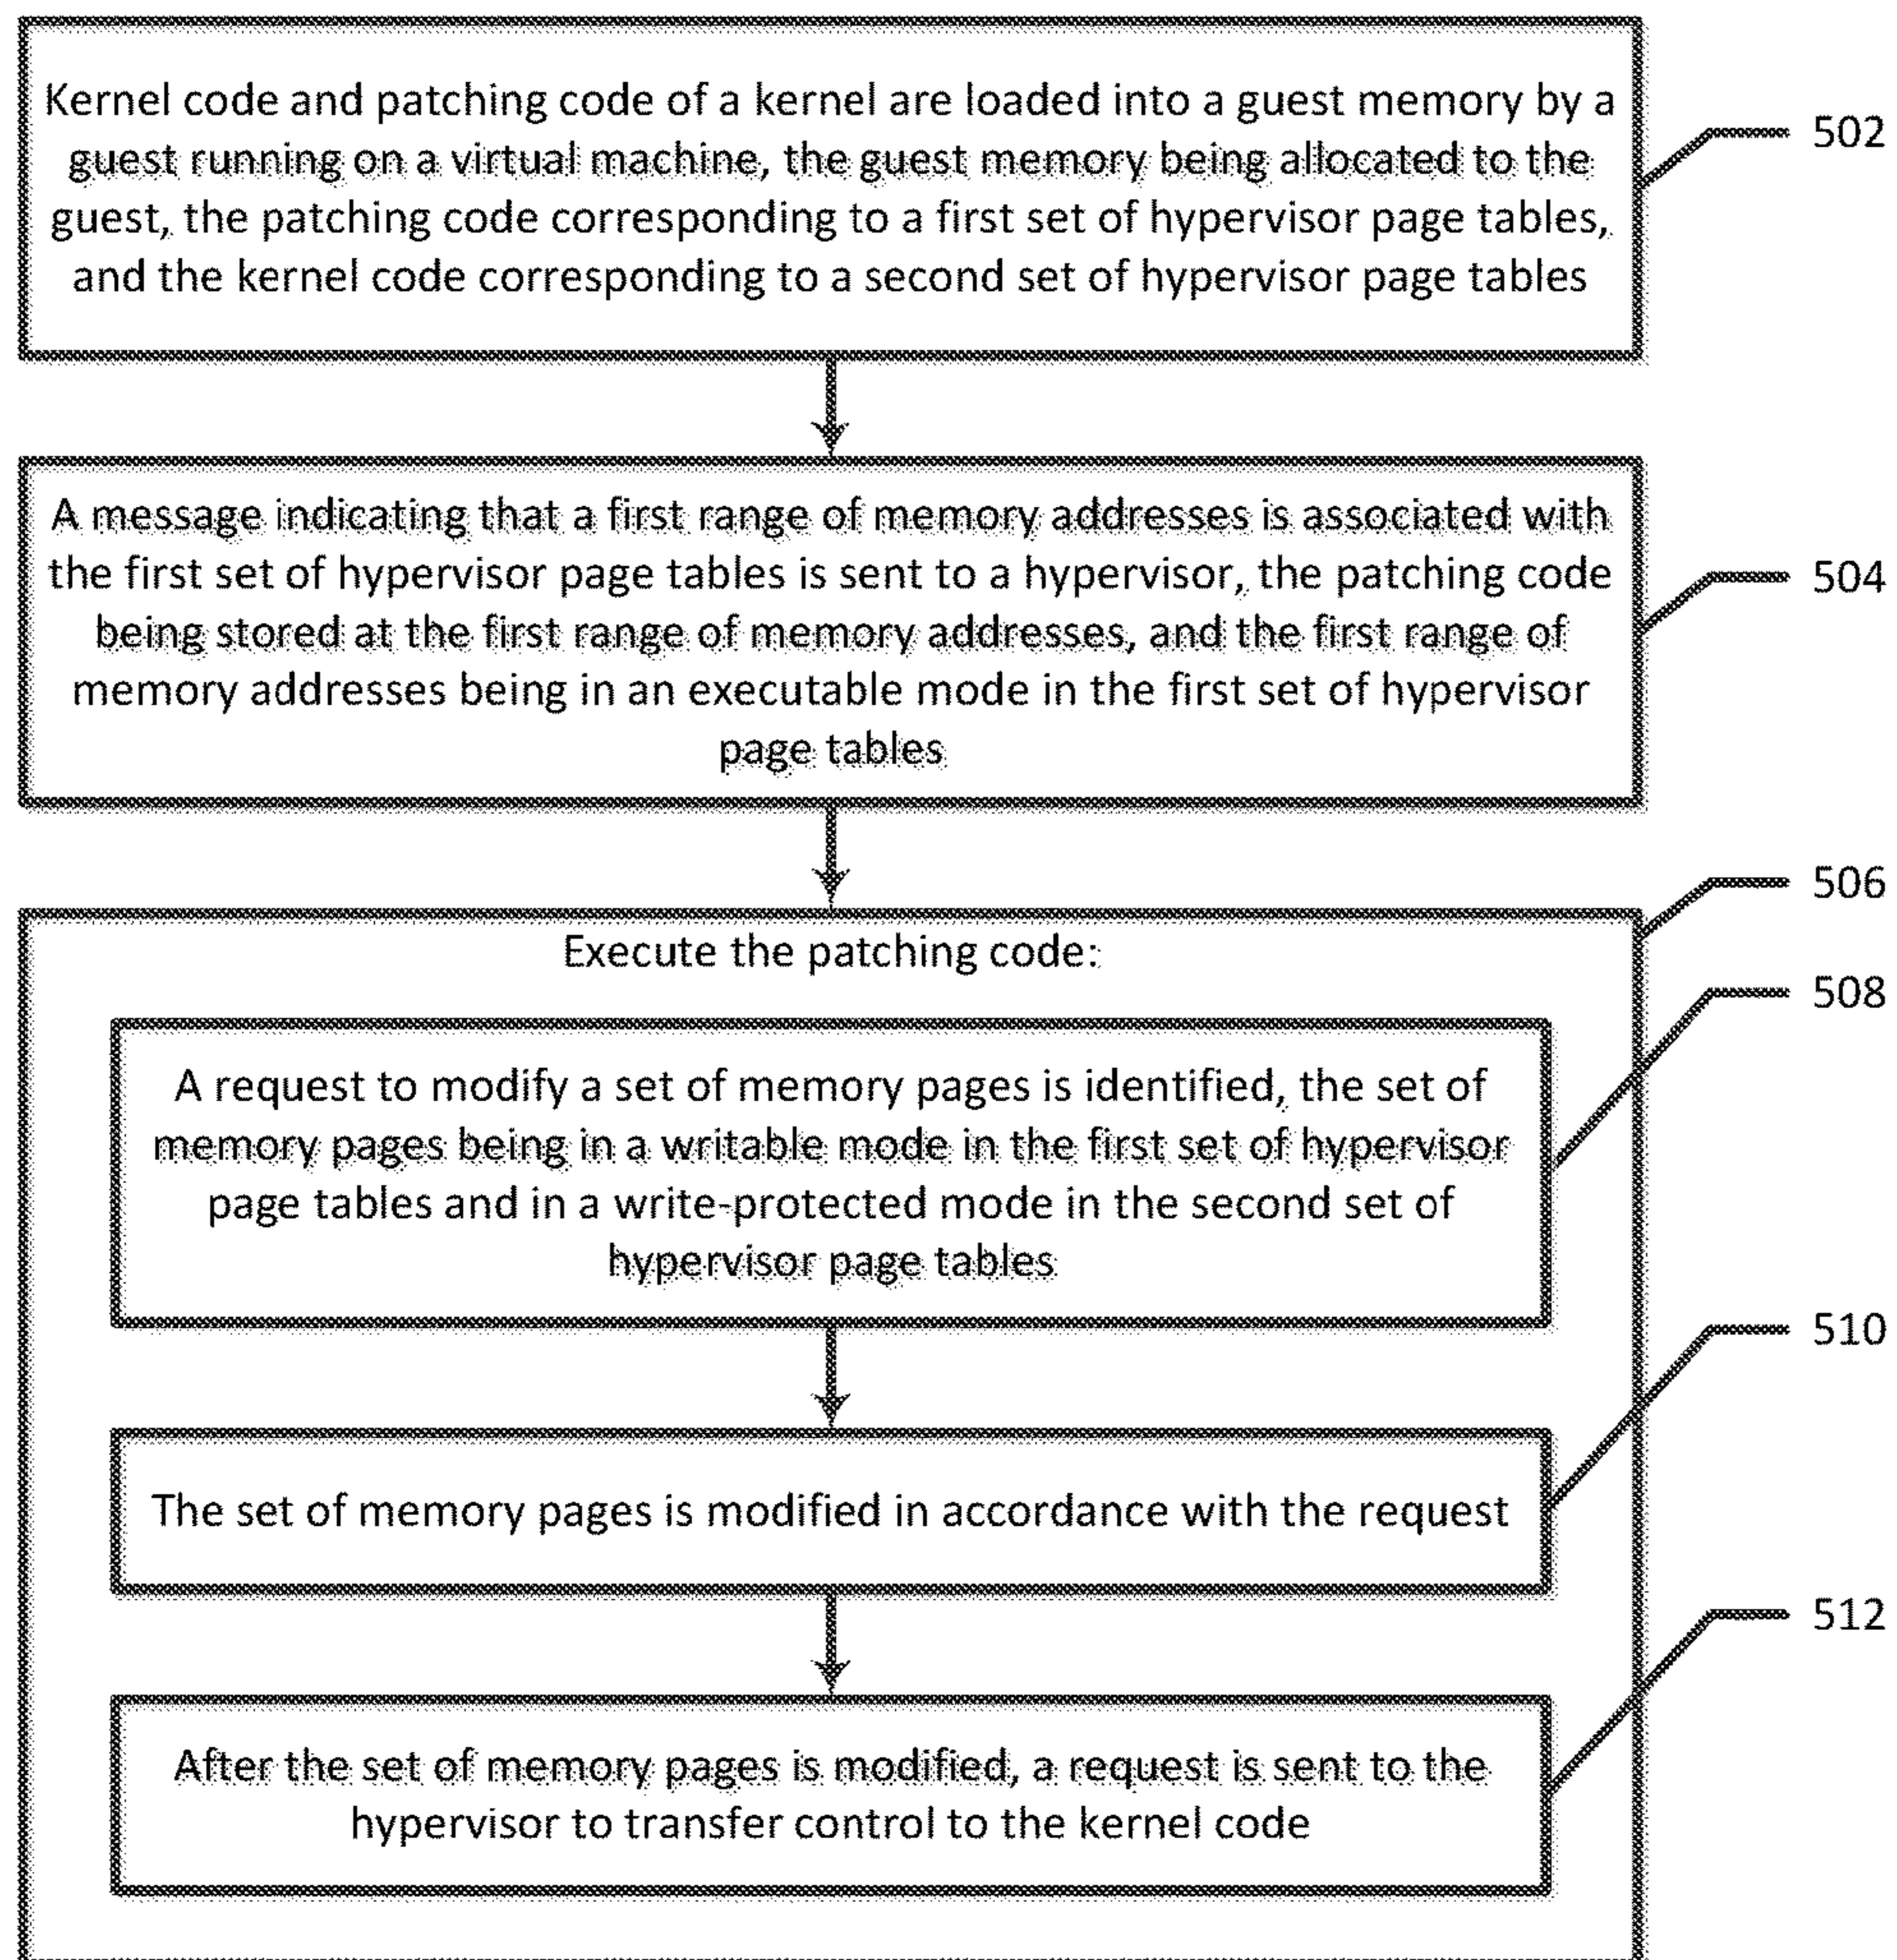 Kernel code and patching code of a kernel are loaded into a guest memory by a
guest running on a virtual machine, the guest memory being allocated to the
guest, the patching code corresponding to a first set of hypervisor page tables,
and the kernel code corresponding to a second set of hypervisor page tables
502
A message indicating that a first range of memory addresses is associated with
the first set of hypervisor page tables is sent to a hypervisor, the patching code
being stored at the first range of memory addresses, and the first range of
memory addresses being in an executable mode in the first set of hypervisor
page tables
504
506
Execute the patching code:
508
A request to modify a set of memory pages is identified, the set of
memory pages being in a writable mode in the first set of hypervisor
page tables and in a write-protected mode in the second set of
hypervisor page tables
510
The set of memory pages is modified in accordance with the request
512
After the set of memory pages is modified, a request is sent to the
hypervisor to transfer control to the kernel code